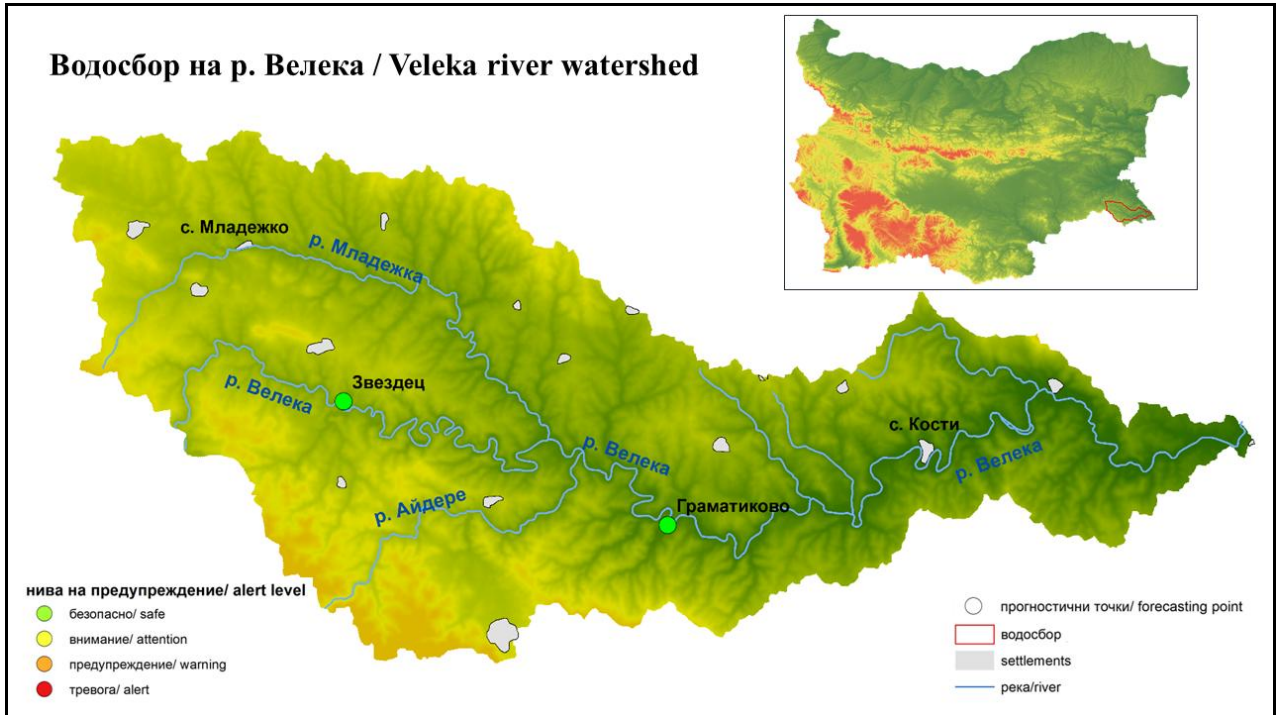 Водосбор на р. Велека / Veleka river watershed
с. Младежко
р. Младежка
Звездец
р. Велека
с. Кости
р. Велека
р. Велека
Граматиково
р. Айдере
нива на предупреждение/ alert level
безопасно/ safe
внимание/ attention
предупреждение/ warning
тревога/ alert
прогностични точки/ forecasting point
водосбор
settlements
река/river